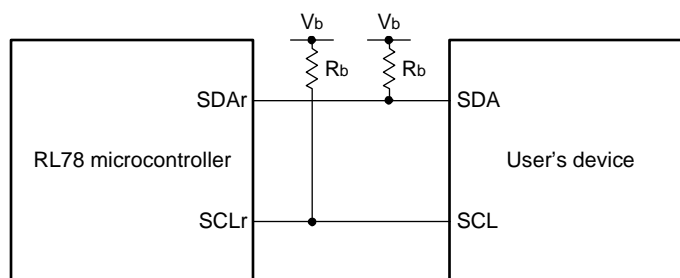 Vb Vb
Rb Rb
SDAr SDA
RL78 microcontroller User's device
SCLr SCL